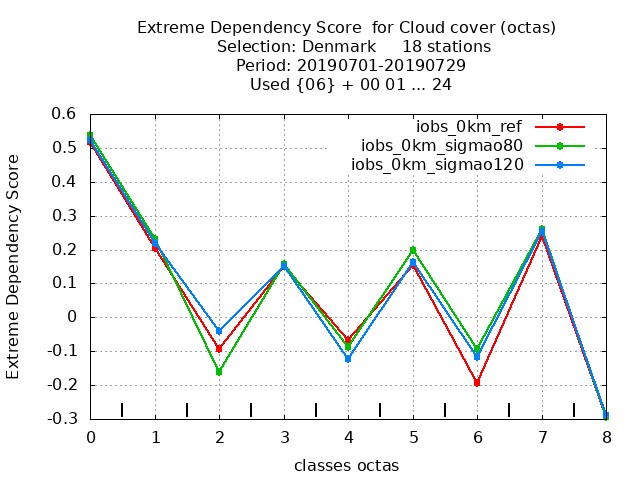 Extreme Dependency Score  for Cloud cover (octas)
Selection: Denmark     18 stations
Period: 20190701-20190729
Used {06} + 00 01 ... 24
iobs_0km_ref
iobs_0km_sigmao80
iobs_0km_sigmao120
Extreme Dependency Score
0.6
0.5
0.4
0.3
0.2
0.1
0
-0.1
-0.2
-0.3
0 1 2 3 4 5 6 7 8
classes octas